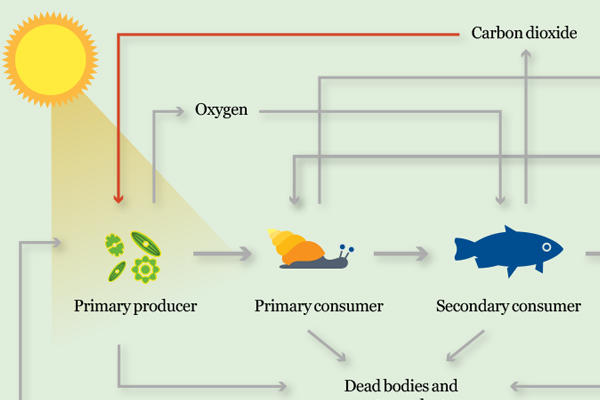 Carbon dioxide
Oxygen
Primary producer
Primary consumer
Secondary consumer
Dead bodies and